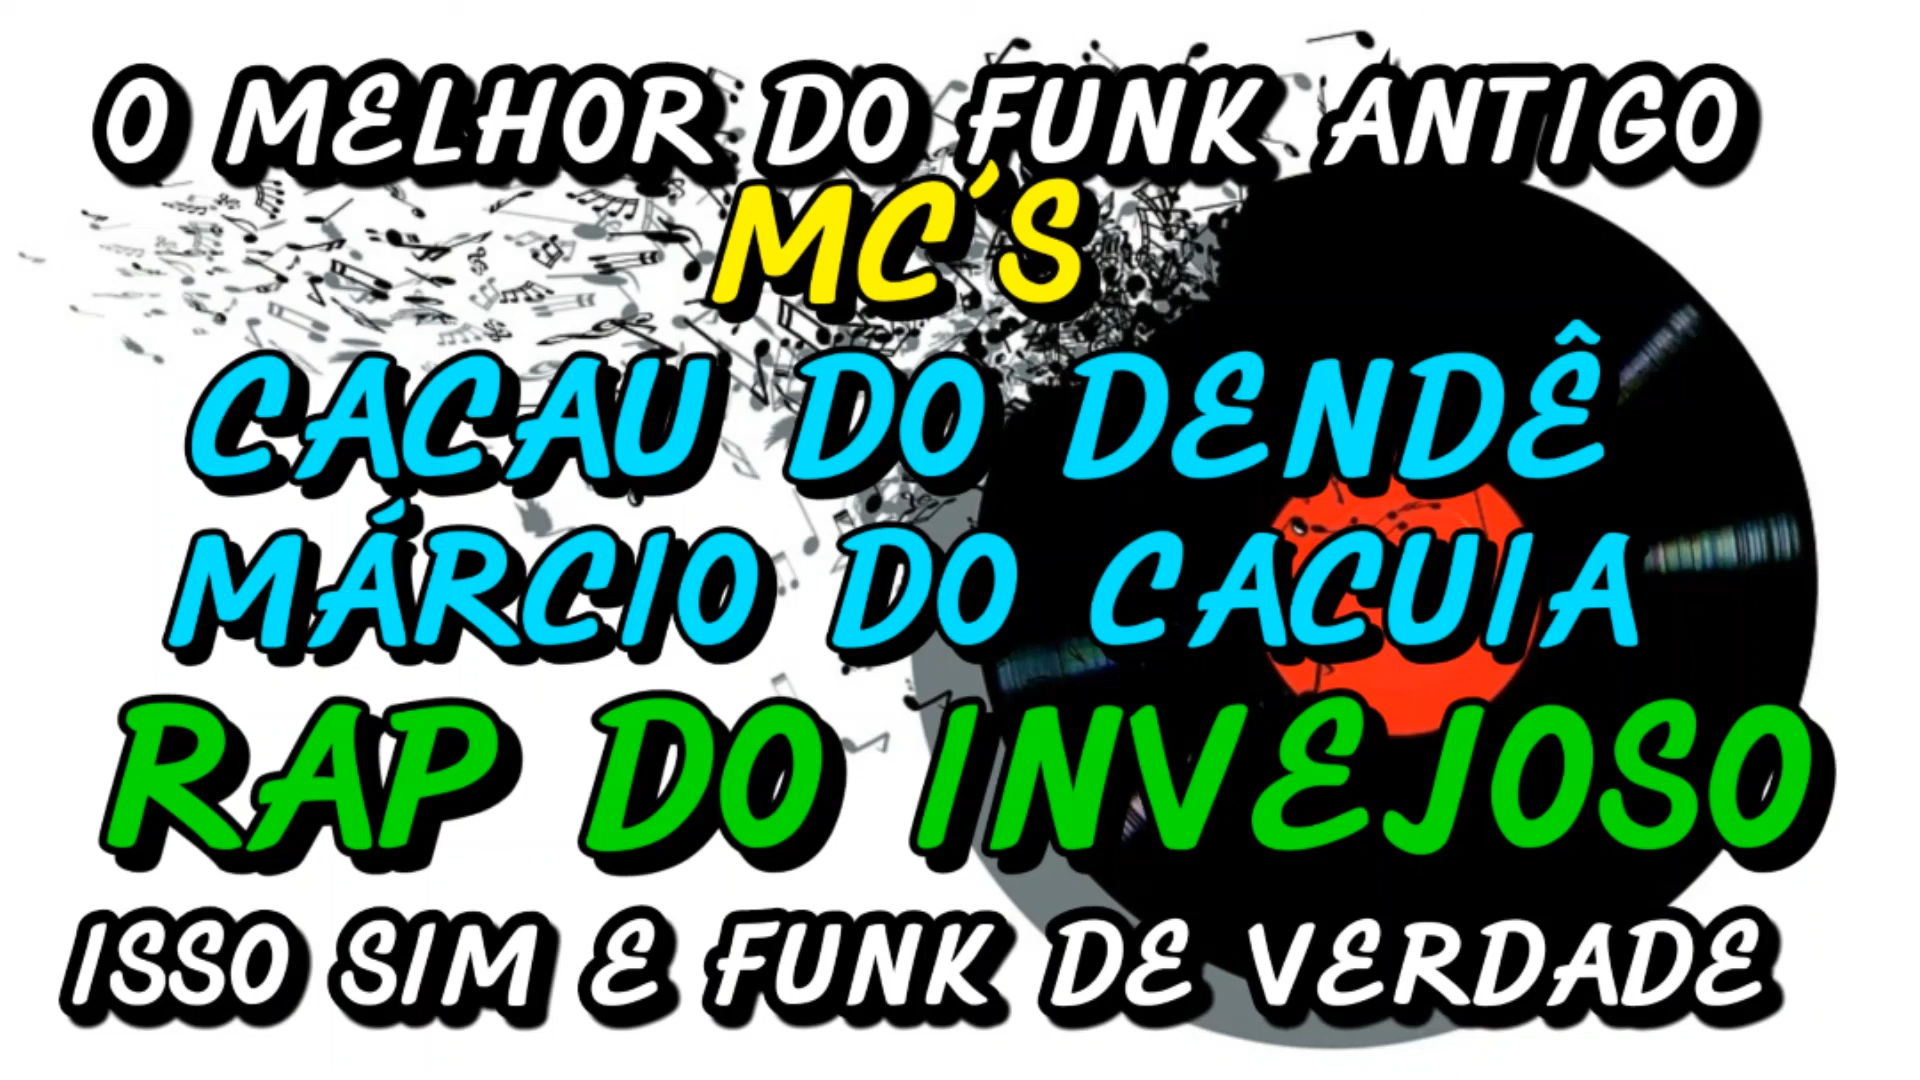 O MELHOR DO FUNK ANTIGO
MC'S
CACAU DO DENDÊ
MÁRCIO DO CACUIA
RAP DO INVEJOSO
ISSO SIM E FUNK DE VERDADE